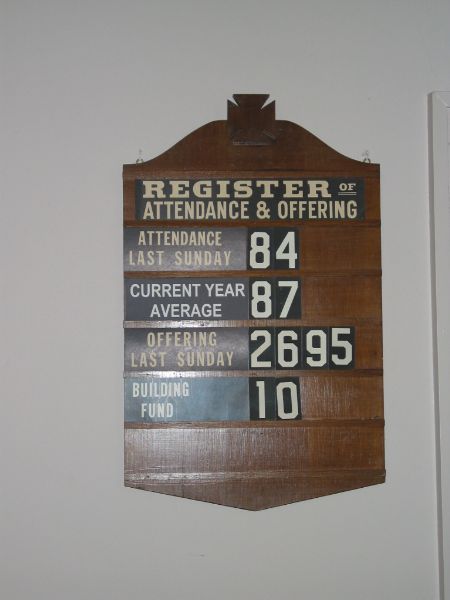 REGISTER OF
ATTENDANCE & OFFERING
ATTENDANCE
LAST SUNDAY 84
CURRENT YEAR
AVERAGE 87
OFFERING
LAST SUNDAY 2695
BUILDING
FUND 10